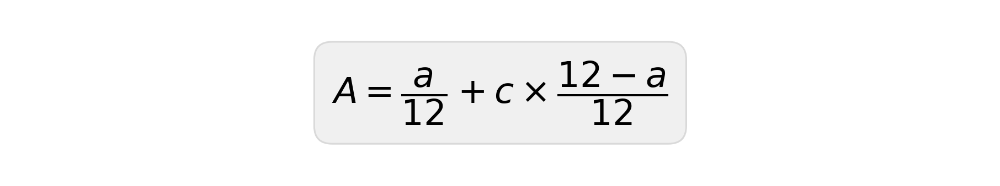 A = a/12 + c × (12 − a)/12